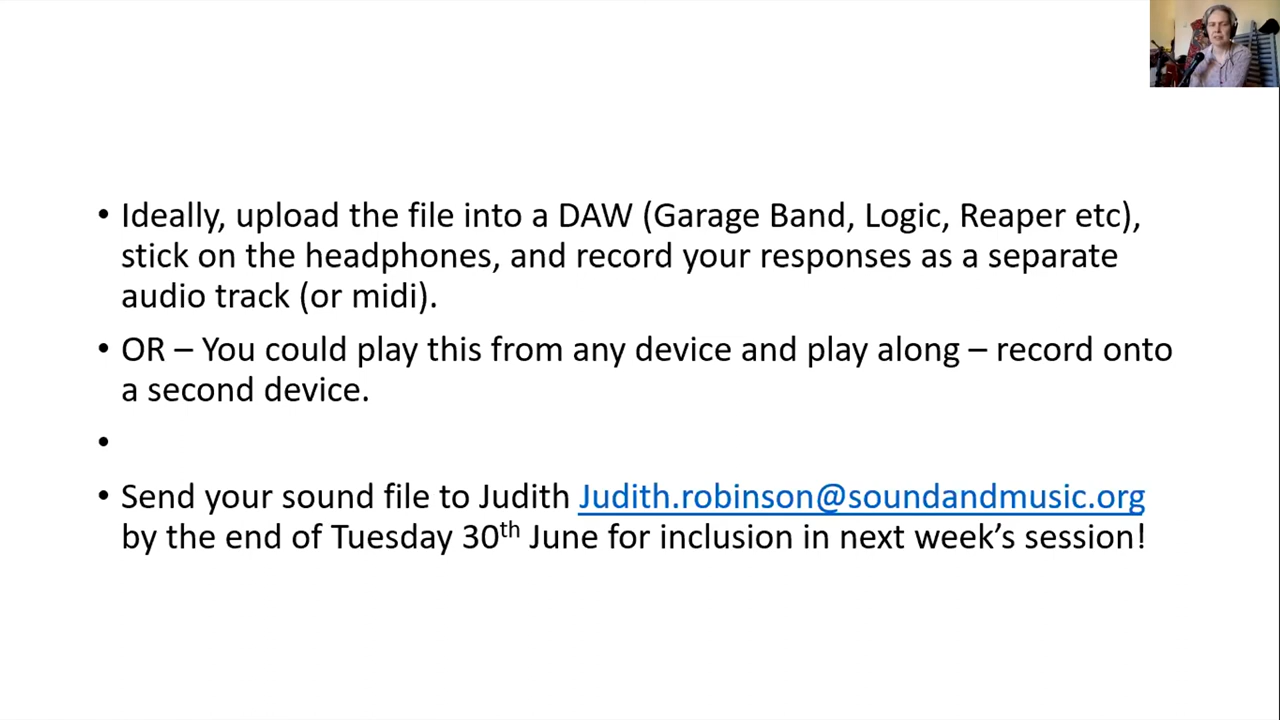 • Ideally, upload the file into a DAW (Garage Band, Logic, Reaper etc),
stick on the headphones, and record your responses as a separate
audio track (or midi).
• OR – You could play this from any device and play along – record onto
a second device.
•
• Send your sound file to Judith Judith.robinson@soundandmusic.org
by the end of Tuesday 30th June for inclusion in next week’s session!